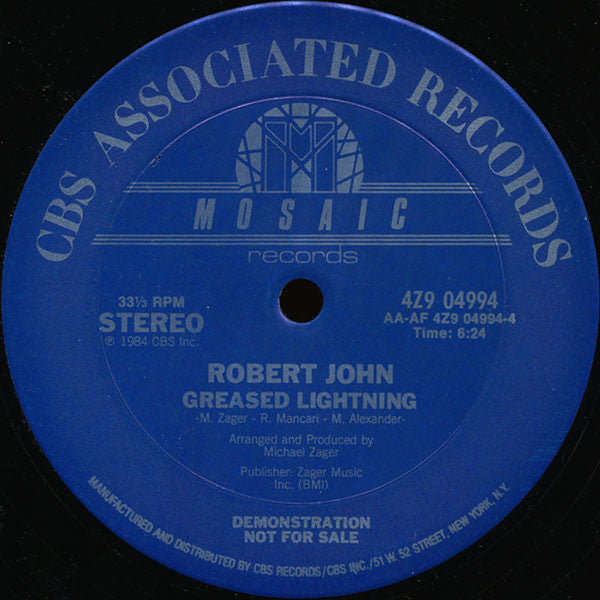 CBS ASSOCIATED RECORDS
M
MOSAIC
records
33⅓ RPM
STEREO
℗ 1984 CBS Inc.
4Z9 04994
AA-AF 4Z9 04994-4
Time: 6:24
ROBERT JOHN
GREASED LIGHTNING
-M. Zager - R. Mancari - M. Alexander-
Arranged and Produced by
Michael Zager
Publisher: Zager Music
Inc. (BMI)
DEMONSTRATION
NOT FOR SALE
MANUFACTURED AND DISTRIBUTED BY CBS RECORDS/CBS INC./51 W. 52 STREET, NEW YORK, N.Y.